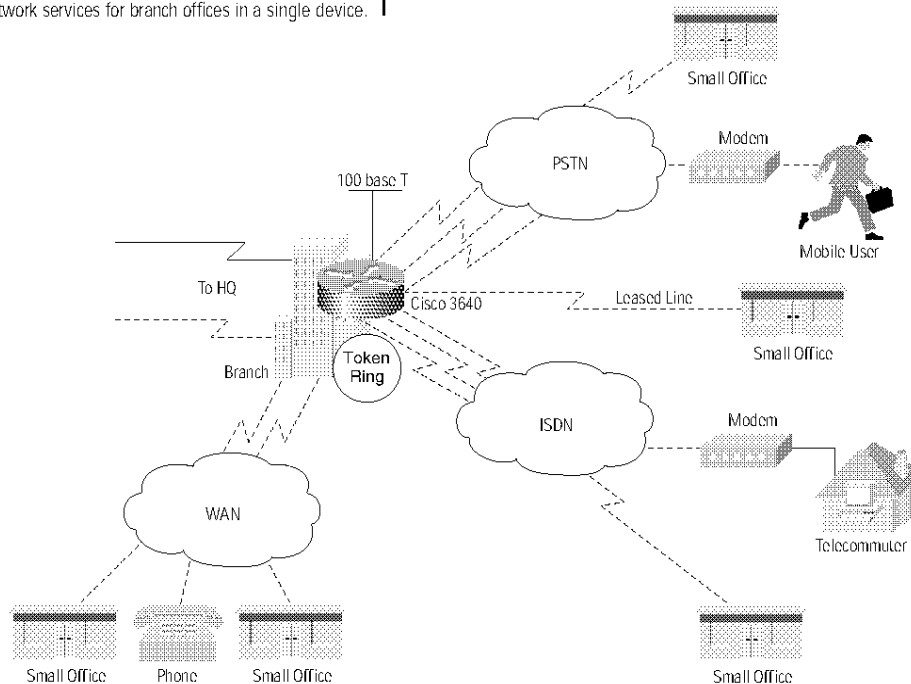 twork services for branch offices in a single device.
Small Office
PSTN
Modem
Mobile User
100 base T
To HQ
Cisco 3640
Leased Line
Small Office
Branch
Token
Ring
ISDN
Modem
Telecommuter
WAN
Small Office
Phone
Small Office
Small Office